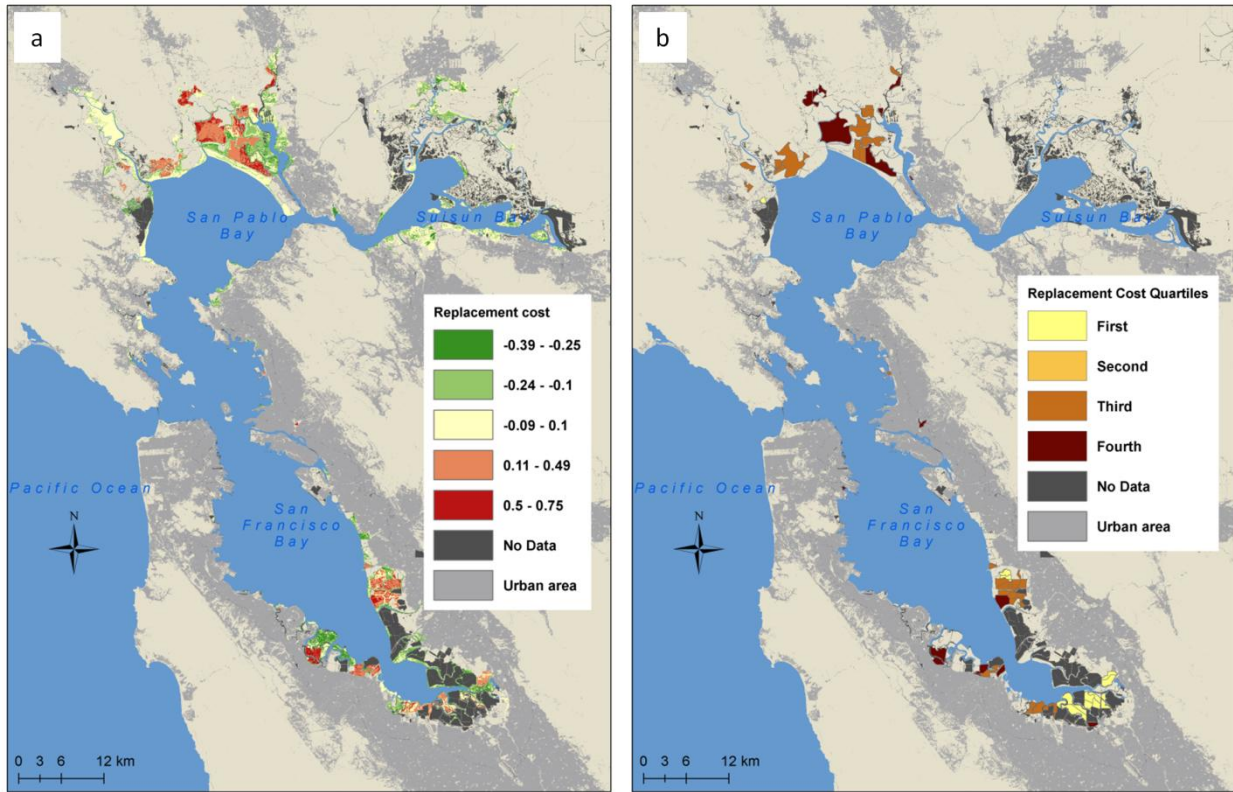 a
San Pablo
Bay
Suisun Bay
Replacement cost
-0.39 - -0.25
-0.24 - -0.1
-0.09 - 0.1
0.11 - 0.49
0.5 - 0.75
No Data
Urban area
Pacific Ocean
San
Francisco
Bay
N
0 3 6 12 km
b
San Pablo
Bay
Suisun Bay
Replacement Cost Quartiles
First
Second
Third
Fourth
No Data
Urban area
Pacific Ocean
San
Francisco
Bay
N
0 3 6 12 km